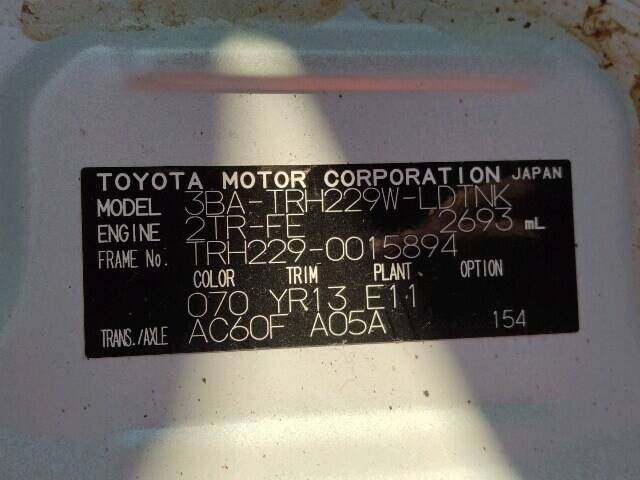 TOYOTA MOTOR CORPORATION JAPAN
MODEL 3BA-TRH229W-LDTNK
ENGINE 2TR-FE 2693 mL
FRAME No. TRH229-0015894
COLOR TRIM PLANT OPTION
070 YR13 E11
TRANS./AXLE AC60F A05A 154